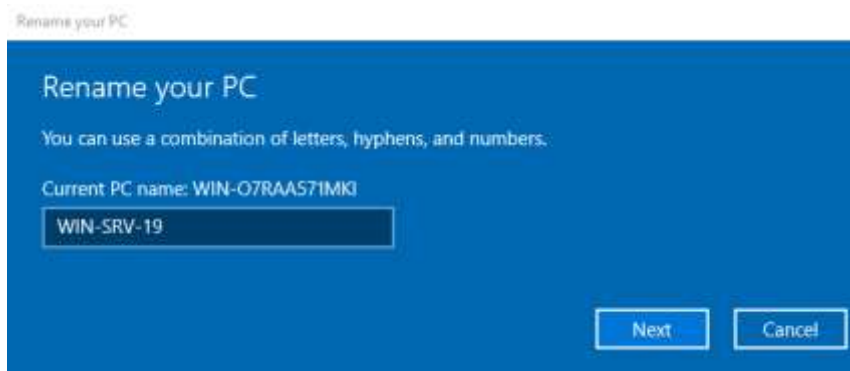 Rename your PC
Rename your PC
You can use a combination of letters, hyphens, and numbers.
Current PC name: WIN-O7RAA571MKI
WIN-SRV-19
Next
Cancel